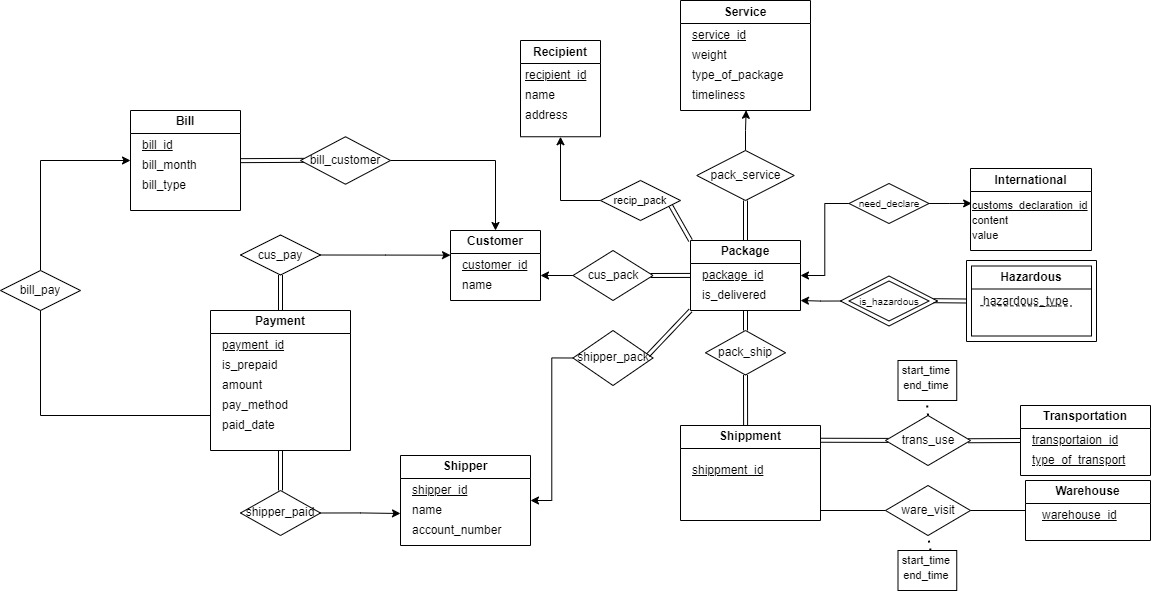 Service
service_id
weight
type_of_package
timeliness
Recipient
recipient_id
name
address
Bill
bill_id
bill_month
bill_type
bill_customer
pack_service
recip_pack
need_declare
International
customs_declaration_id
content
value
Customer
customer_id
name
cus_pay
cus_pack
Package
package_id
is_delivered
is_hazardous
Hazardous
hazardous_type
bill_pay
Payment
payment_id
is_prepaid
amount
pay_method
paid_date
shipper_pack
pack_ship
start_time
end_time
Shippment
shippment_id
trans_use
Transportation
transportaion_id
type_of_transport
Shipper
shipper_id
name
account_number
shipper_paid
ware_visit
Warehouse
warehouse_id
start_time
end_time